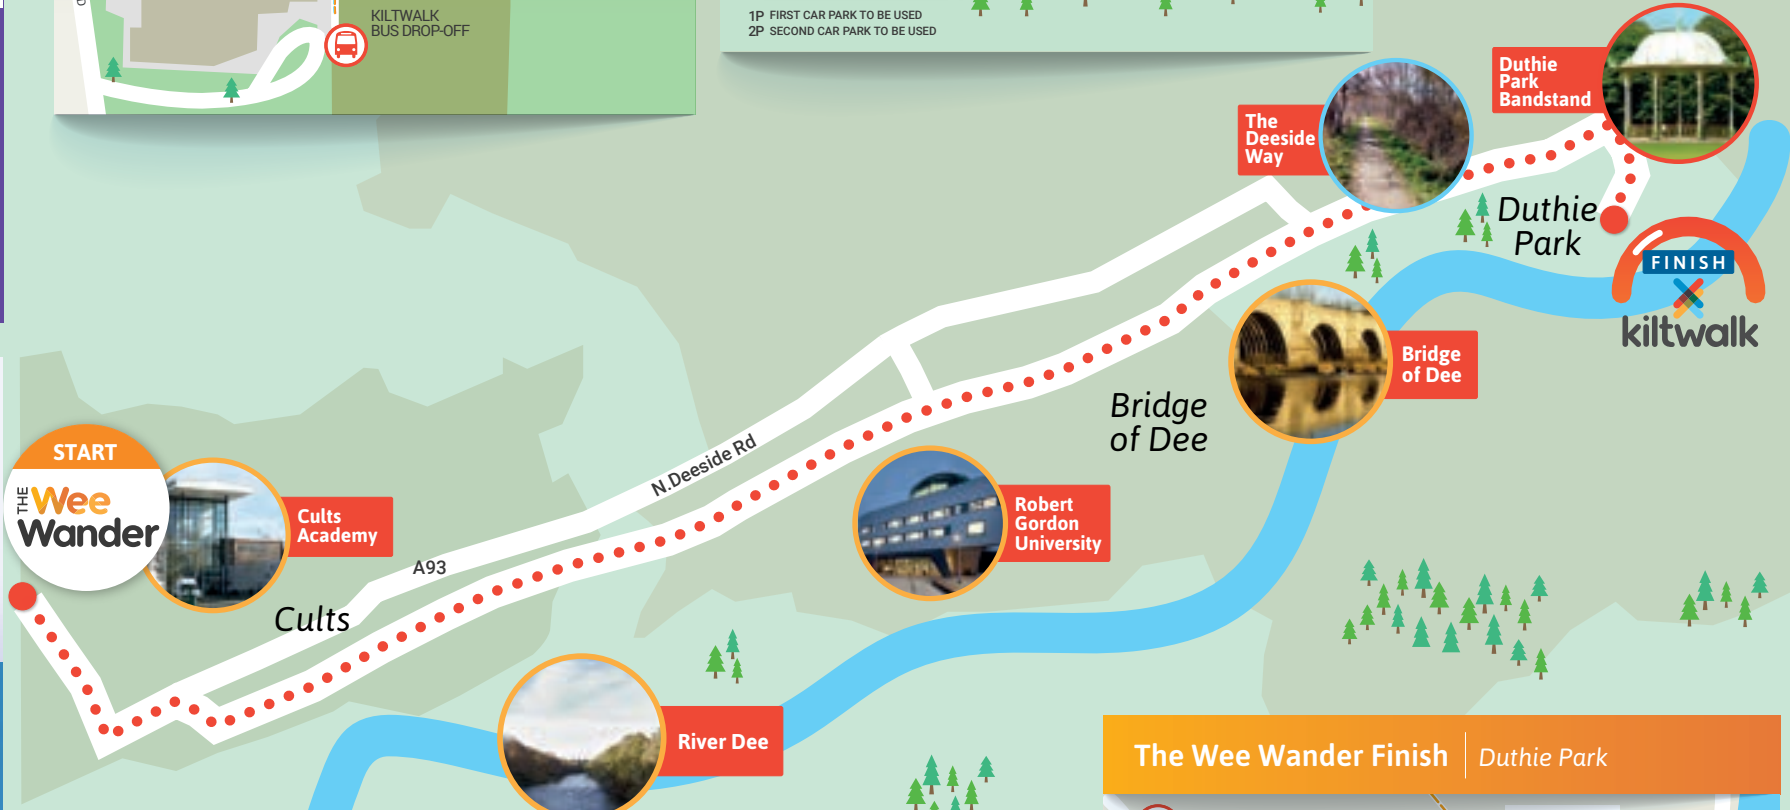 KILTWALK
BUS DROP-OFF
1P FIRST CAR PARK TO BE USED
2P SECOND CAR PARK TO BE USED
Duthie
Park
Bandstand
The
Deeside
Way
Duthie
Park
FINISH
kiltwalk
Bridge
of Dee
Bridge
of Dee
START
THE
Wee
Wander
Cults
Academy
N.Deeside Rd
Robert
Gordon
University
A93
Cults
River Dee
The Wee Wander Finish
Duthie Park